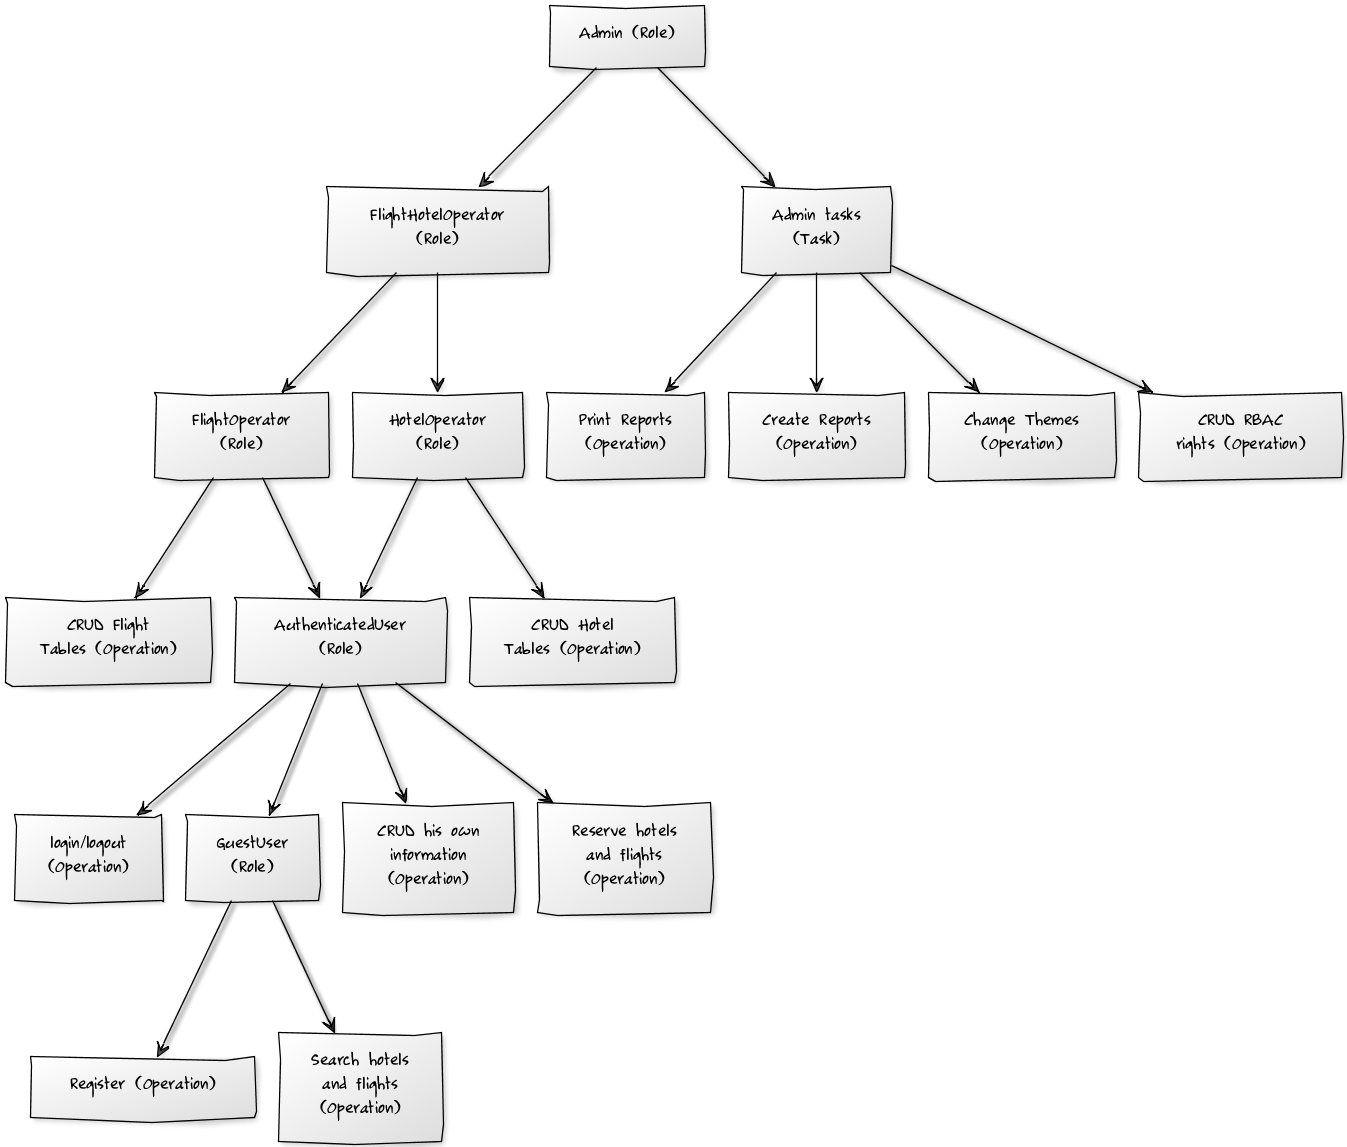 Admin (Role)
FlightHotelOperator
(Role)
Admin tasks
(Task)
FlightOperator
(Role)
HotelOperator
(Role)
Print Reports
(Operation)
Create Reports
(Operation)
Change Themes
(Operation)
CRUD RBAC
rights (Operation)
CRUD Flight
Tables (Operation)
AuthenticatedUser
(Role)
CRUD Hotel
Tables (Operation)
login/logout
(Operation)
GuestUser
(Role)
CRUD his own
information
(Operation)
Reserve hotels
and flights
(Operation)
Register (Operation)
Search hotels
and flights
(Operation)